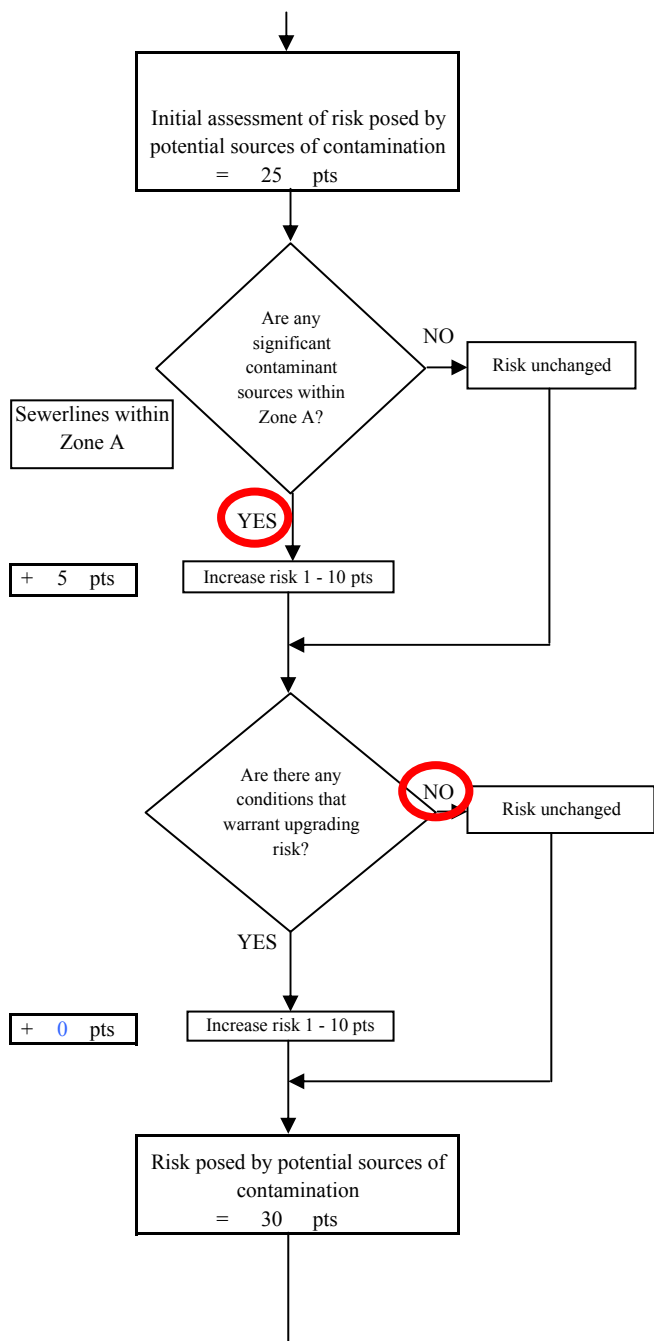 Initial assessment of risk posed by
potential sources of contamination
= 25 pts
Are any
significant
contaminant
sources within
Zone A?
NO
Risk unchanged
Sewerlines within
Zone A
YES
+ 5 pts
Increase risk 1 - 10 pts
Are there any
conditions that
warrant upgrading
risk?
NO
Risk unchanged
YES
+ 0 pts
Increase risk 1 - 10 pts
Risk posed by potential sources of
contamination
= 30 pts